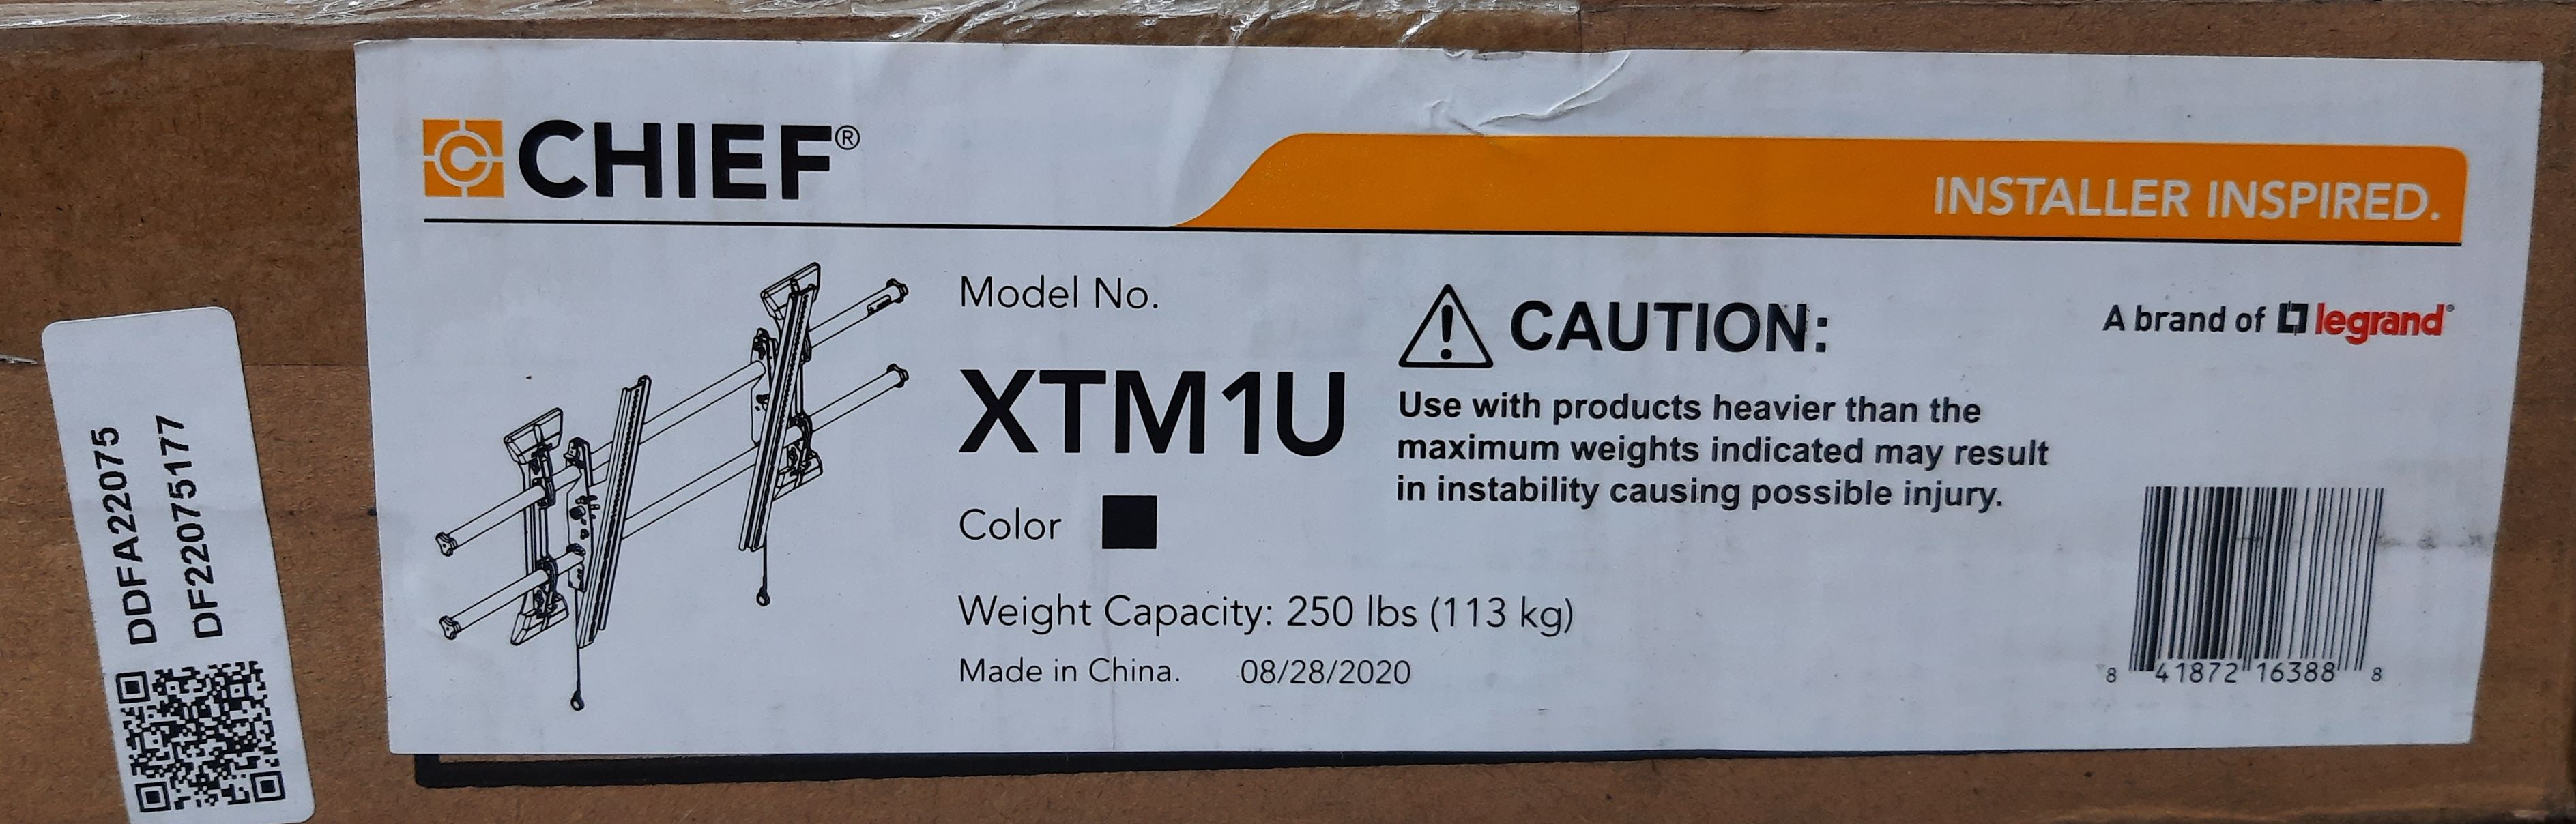 CHIEF®
INSTALLER INSPIRED.
Model No.
XTM1U
Color
Weight Capacity: 250 lbs (113 kg)
Made in China. 08/28/2020
CAUTION:
Use with products heavier than the
maximum weights indicated may result
in instability causing possible injury.
A brand of legrand®
8 41872 16388 8
DDFA22075
DF22075177